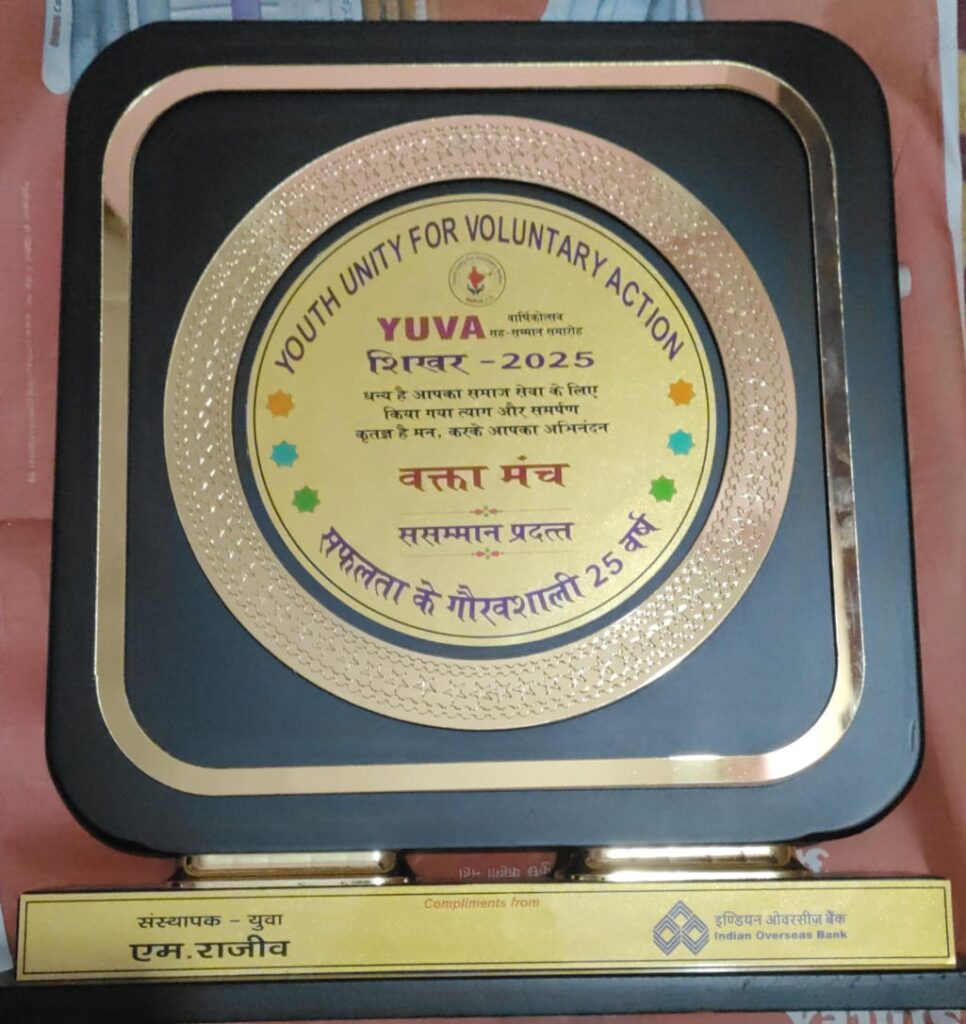 YOUTH UNITY FOR VOLUNTARY ACTION
YUVA वार्षिकोत्सव
सह-सम्मान समारोह
शिखर - 2025
धन्य है आपका समाज सेवा के लिए
किया गया त्याग और समर्पण
कृतज्ञ है मन, करके आपका अभिनंदन
वक्ता मंच
ससम्मान प्रदत्त
सफलता के गौरवशाली 25 वर्ष
Compliments from
संस्थापक - युवा
एम.राजीव
इण्डियन ओवरसीज़ बैंक
Indian Overseas Bank